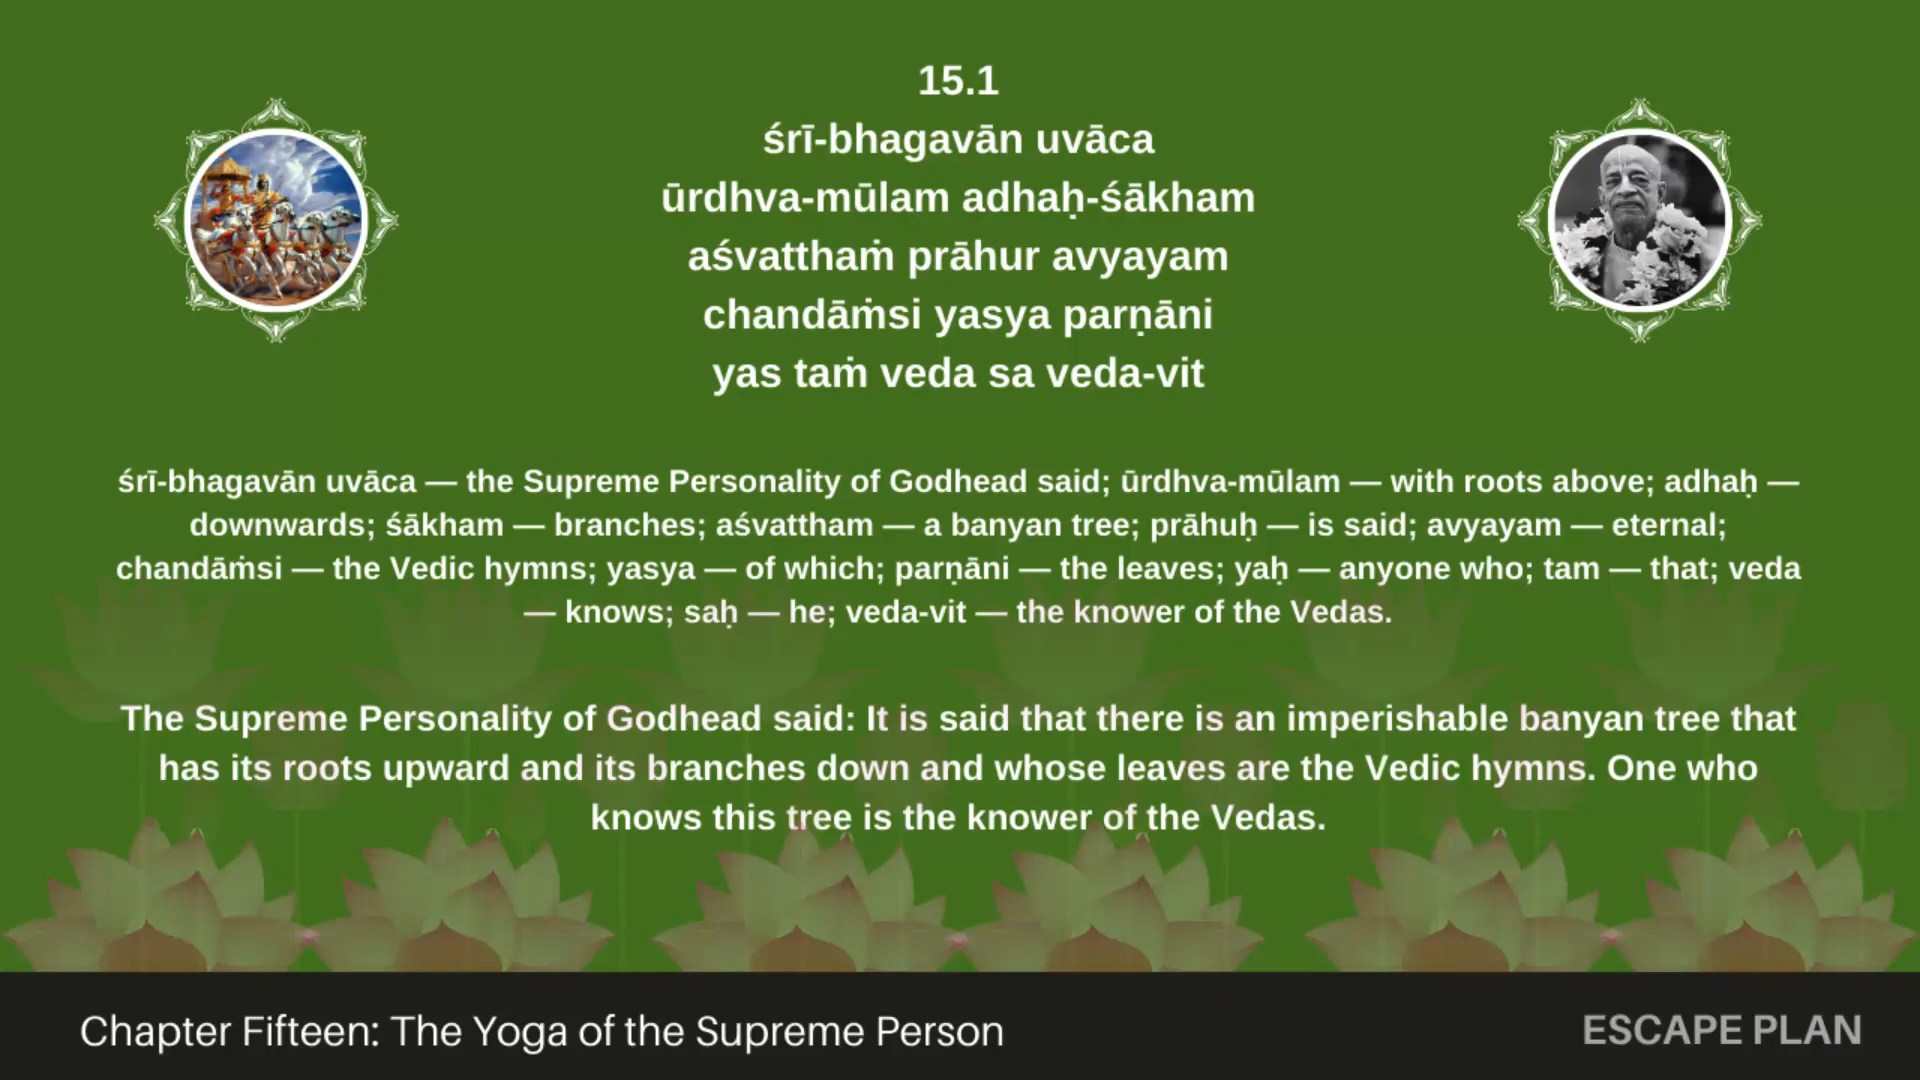 15.1
śrī-bhagavān uvāca
ūrdhva-mūlam adhaḥ-śākham
aśvatthaṁ prāhur avyayam
chandāṁsi yasya parṇāni
yas taṁ veda sa veda-vit
śrī-bhagavān uvāca — the Supreme Personality of Godhead said; ūrdhva-mūlam — with roots above; adhaḥ —
downwards; śākham — branches; aśvattham — a banyan tree; prāhuḥ — is said; avyayam — eternal;
chandāṁsi — the Vedic hymns; yasya — of which; parṇāni — the leaves; yaḥ — anyone who; tam — that; veda
— knows; saḥ — he; veda-vit — the knower of the Vedas.
The Supreme Personality of Godhead said: It is said that there is an imperishable banyan tree that
has its roots upward and its branches down and whose leaves are the Vedic hymns. One who
knows this tree is the knower of the Vedas.
Chapter Fifteen: The Yoga of the Supreme Person
ESCAPE PLAN